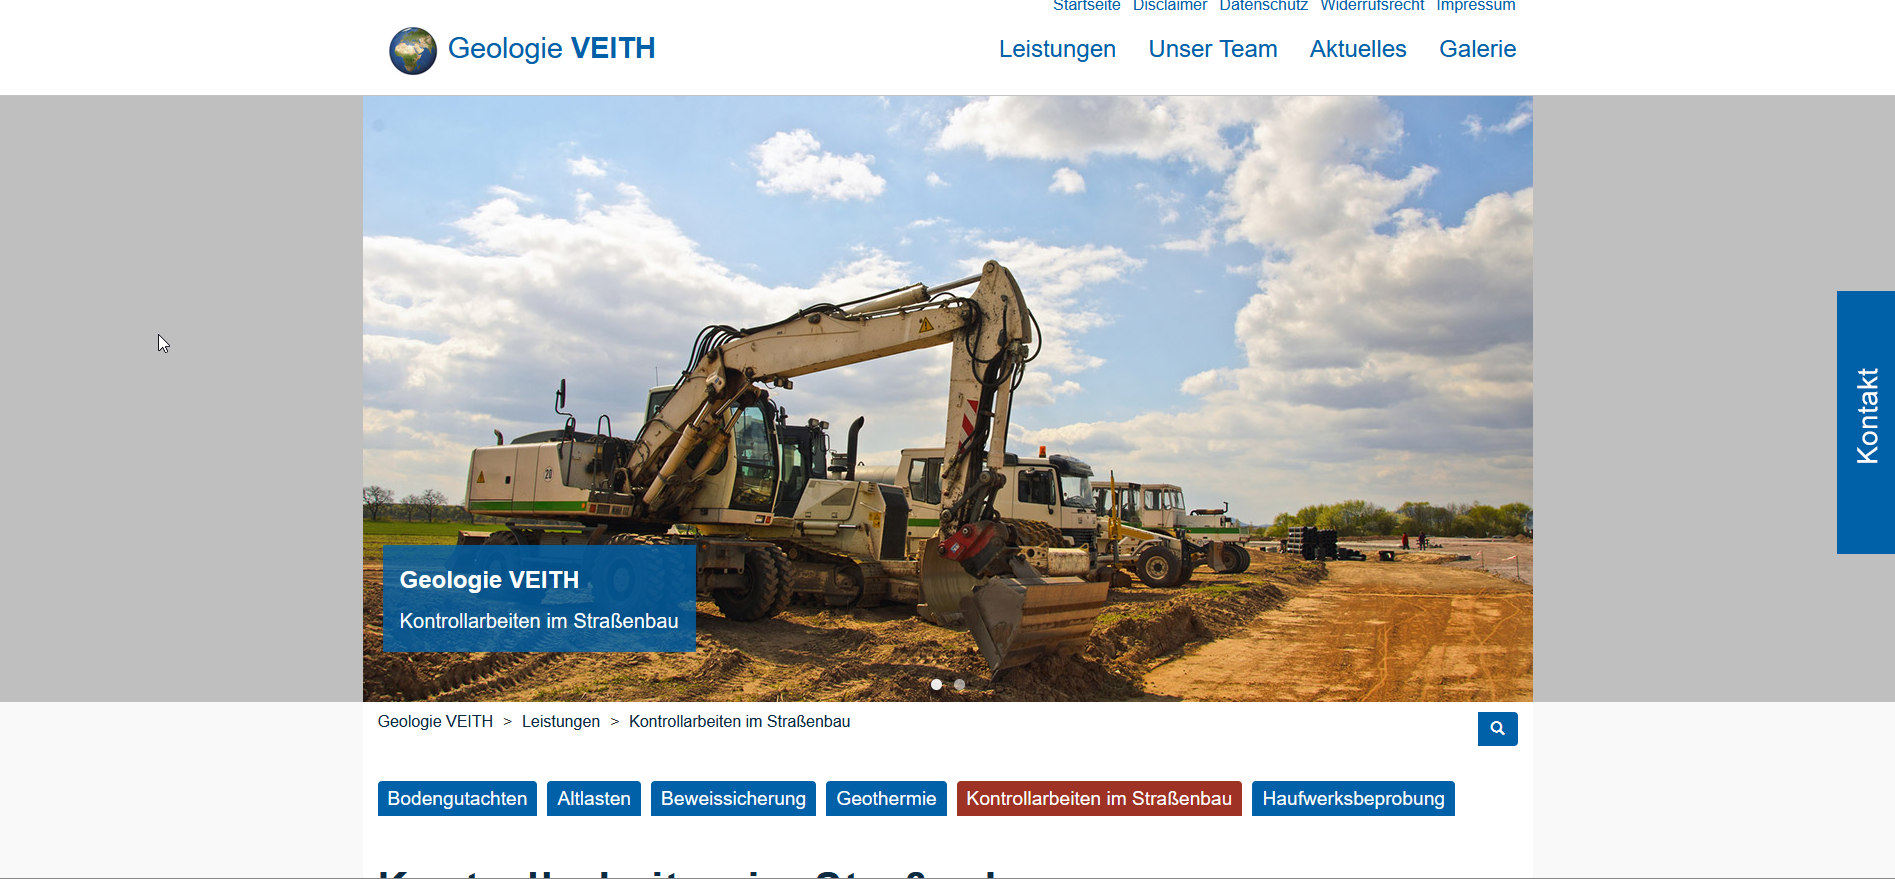 Startseite Disclaimer Datenschutz Widerrufsrecht Impressum
Geologie VEITH
Leistungen Unser Team Aktuelles Galerie
20
Kontakt
Geologie VEITH
Kontrollarbeiten im Straßenbau
Geologie VEITH > Leistungen > Kontrollarbeiten im Straßenbau
Bodengutachten Altlasten Beweissicherung Geothermie Kontrollarbeiten im Straßenbau Haufwerksbeprobung